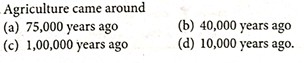 Agriculture came around
(a) 75,000 years ago (b) 40,000 years ago
(c) 1,00,000 years ago (d) 10,000 years ago.